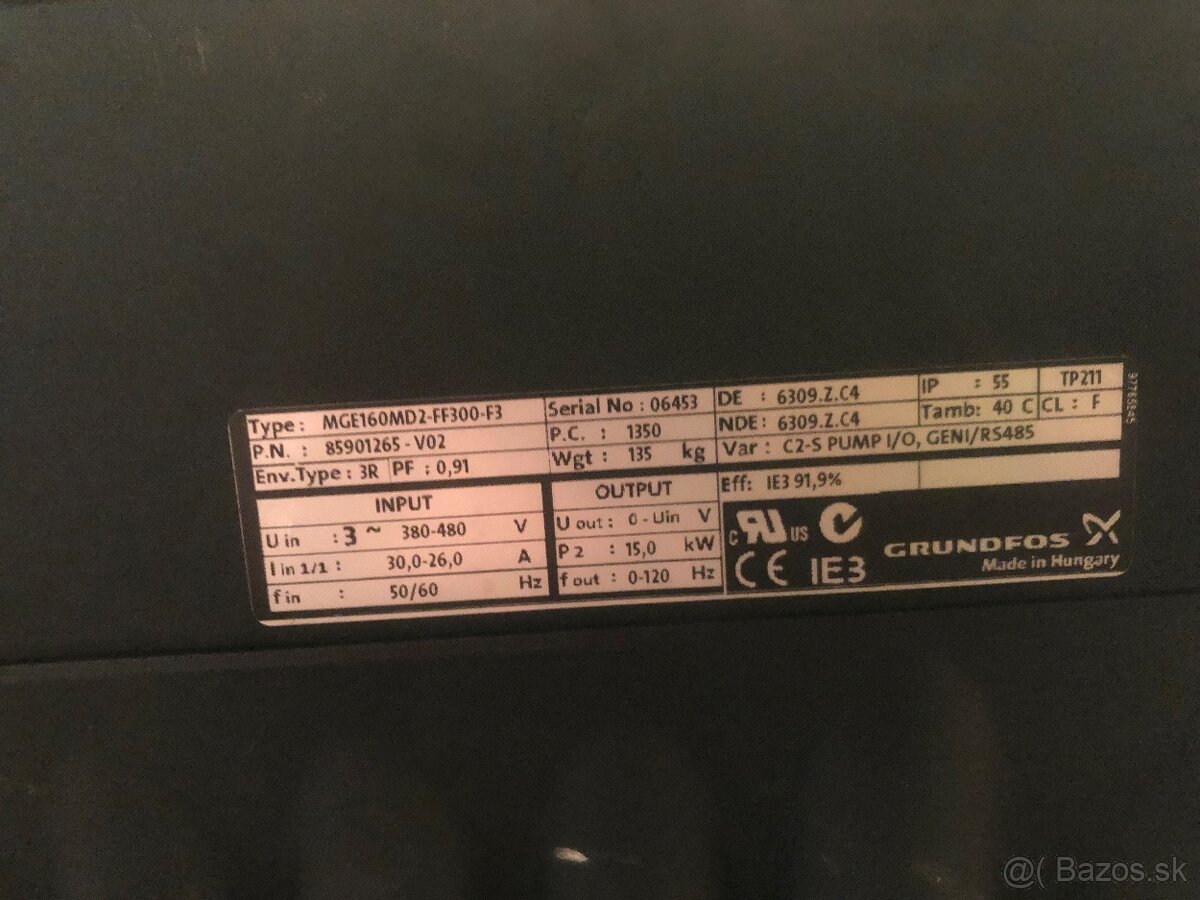 Type: MGE160MD2-FF300-F3
P.N. : 85901265 - V02
Env.Type: 3R PF : 0,91
Serial No : 06453
P.C. : 1350
Wgt : 135 kg
DE : 6309.Z.C4
NDE: 6309.Z.C4
IP : 55 TP211
Tamb: 40 C CL : F
Var : C2-S PUMP I/O, GENI/RS485
Eff: IE3 91,9%
INPUT
U in : 3 ~ 380-480 V
I in 1/1 : 30,0-26,0 A
f in : 50/60 Hz
OUTPUT
U out : 0 - Uin V
P 2 : 15,0 kW
f out : 0-120 Hz
c RU US
CE IE3
GRUNDFOS
Made in Hungary
@( Bazos.sk